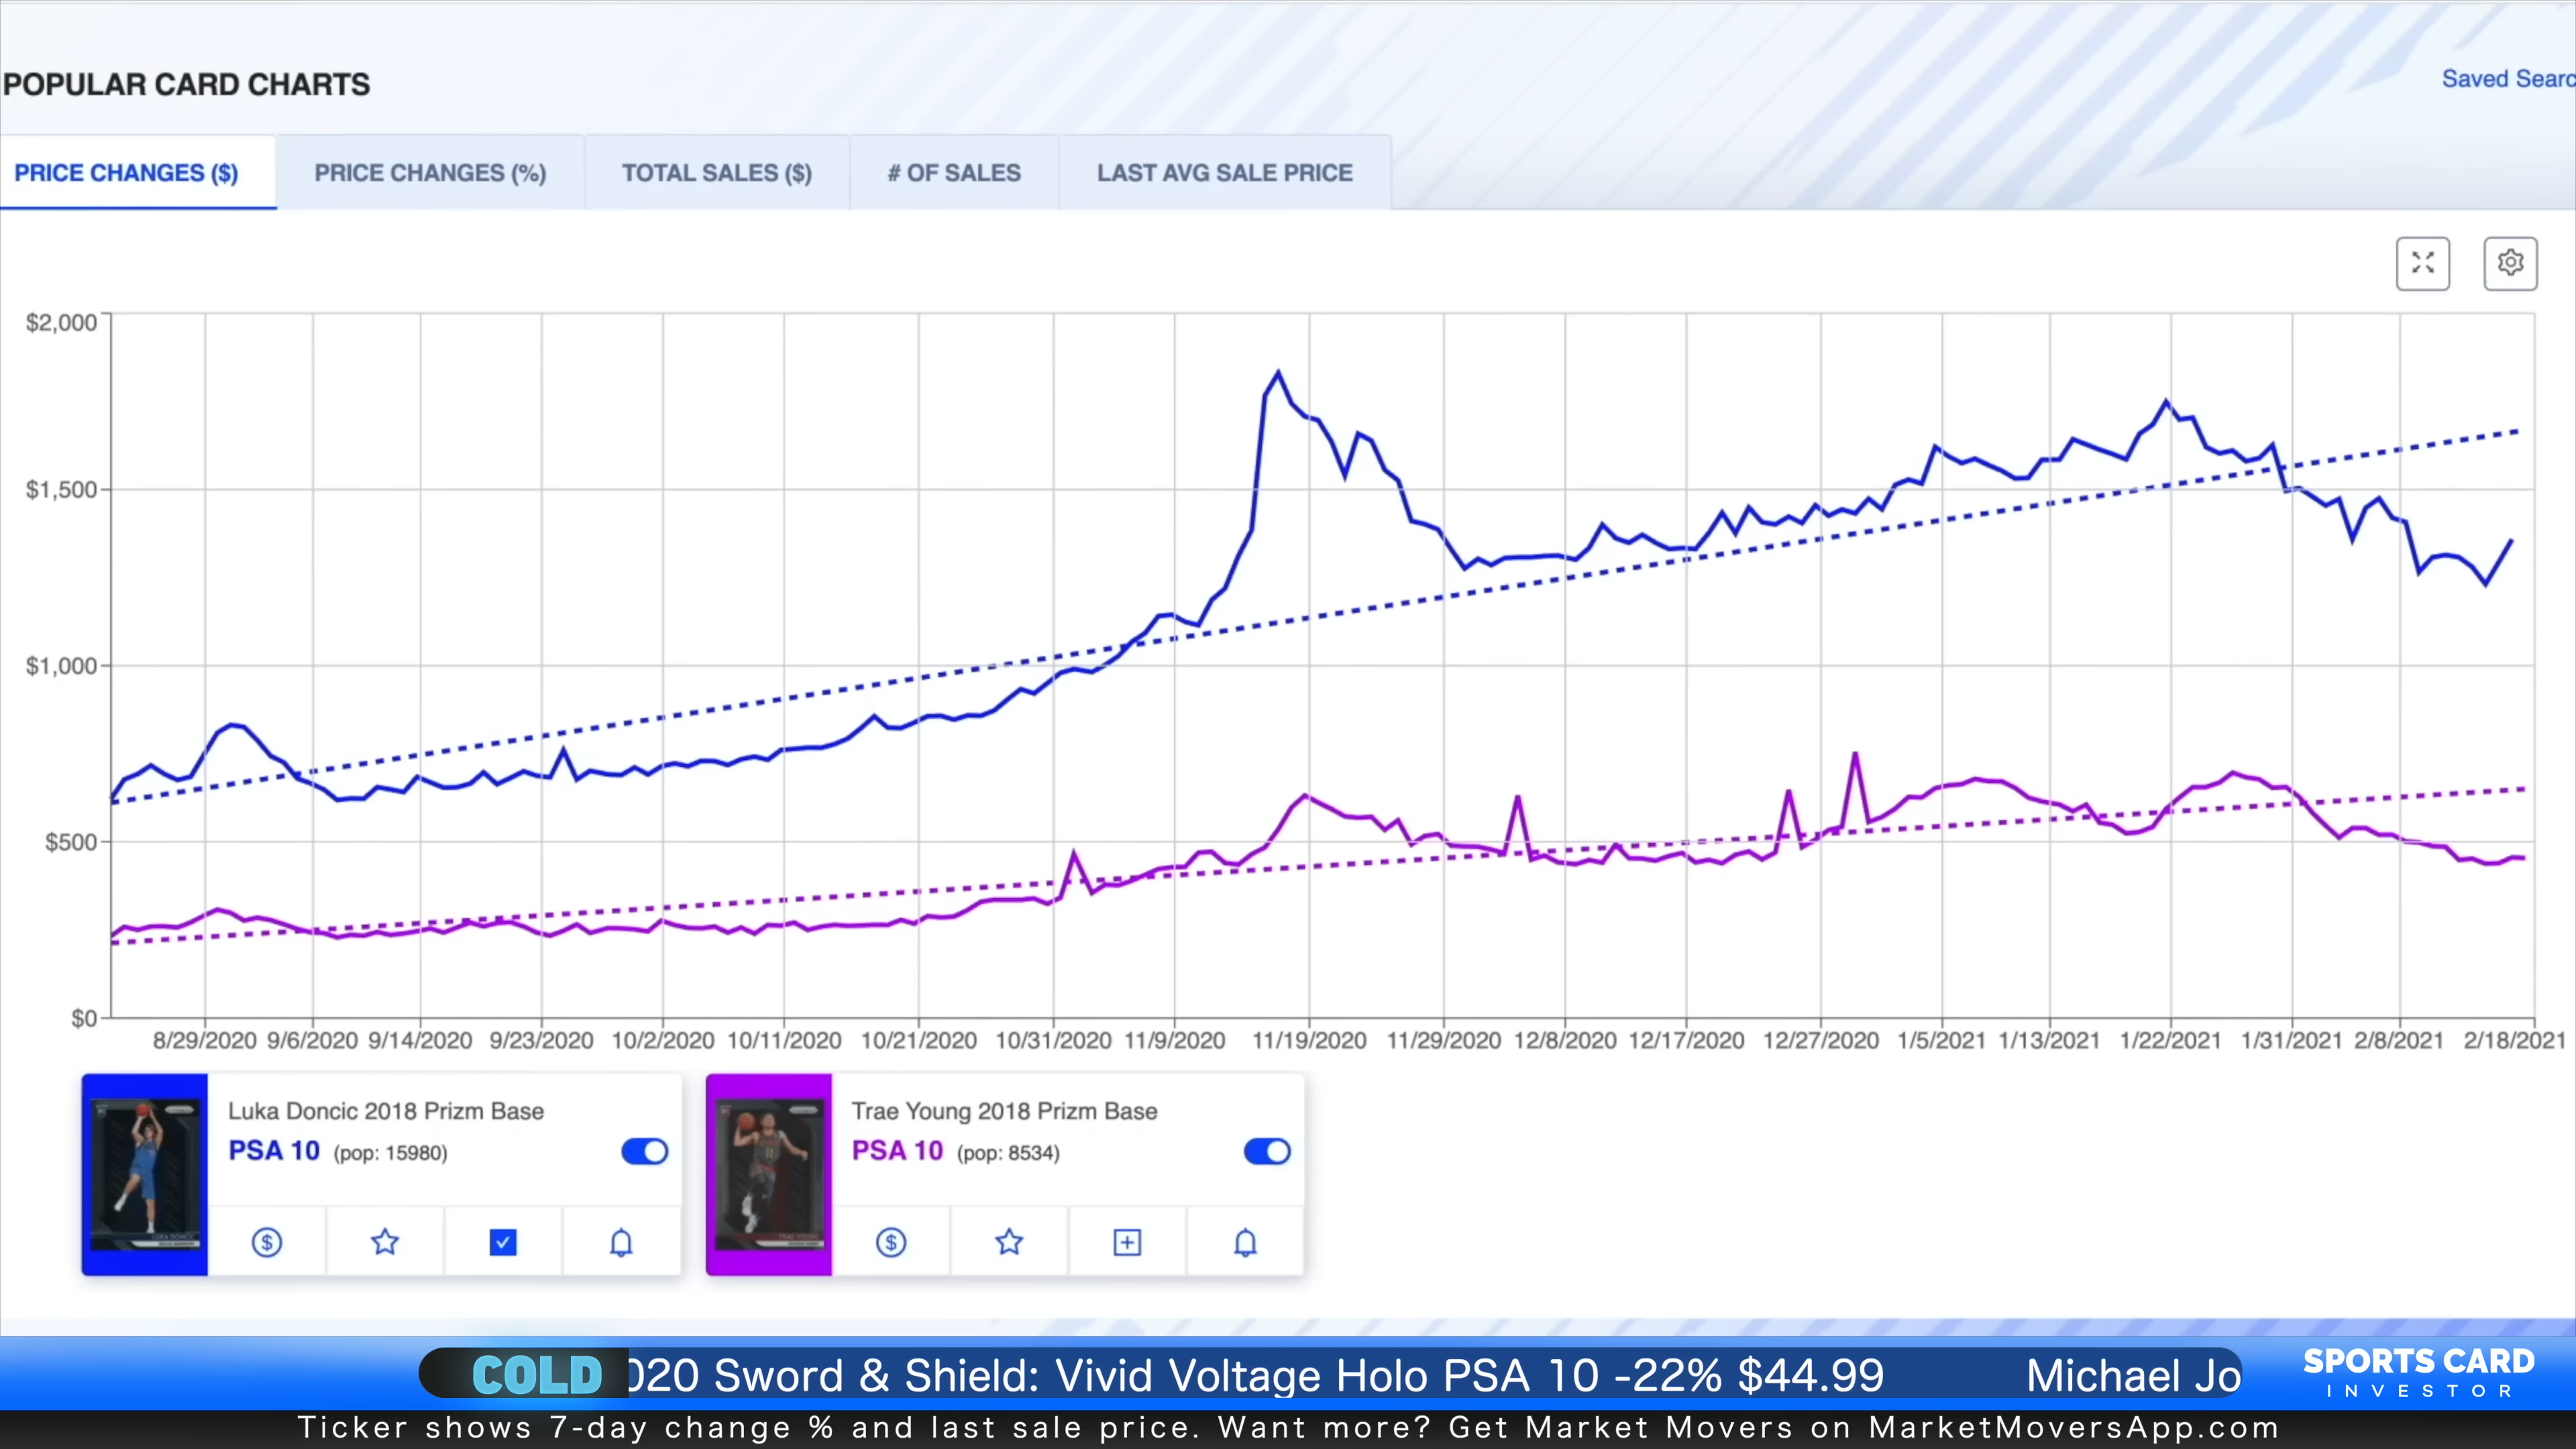 POPULAR CARD CHARTS
Saved Searc
PRICE CHANGES ($) PRICE CHANGES (%) TOTAL SALES ($) # OF SALES LAST AVG SALE PRICE
$2,000
$1,500
$1,000
$500
$0
8/29/2020 9/6/2020 9/14/2020 9/23/2020 10/2/2020 10/11/2020 10/21/2020 10/31/2020 11/9/2020 11/19/2020 11/29/2020 12/8/2020 12/17/2020 12/27/2020 1/5/2021 1/13/2021 1/22/2021 1/31/2021 2/8/2021 2/18/2021
Luka Doncic 2018 Prizm Base
PSA 10 (pop: 15980)
Trae Young 2018 Prizm Base
PSA 10 (pop: 8534)
COLD 020 Sword & Shield: Vivid Voltage Holo PSA 10 -22% $44.99 Michael Jo
SPORTS CARD
INVESTOR
Ticker shows 7-day change % and last sale price. Want more? Get Market Movers on MarketMoversApp.com